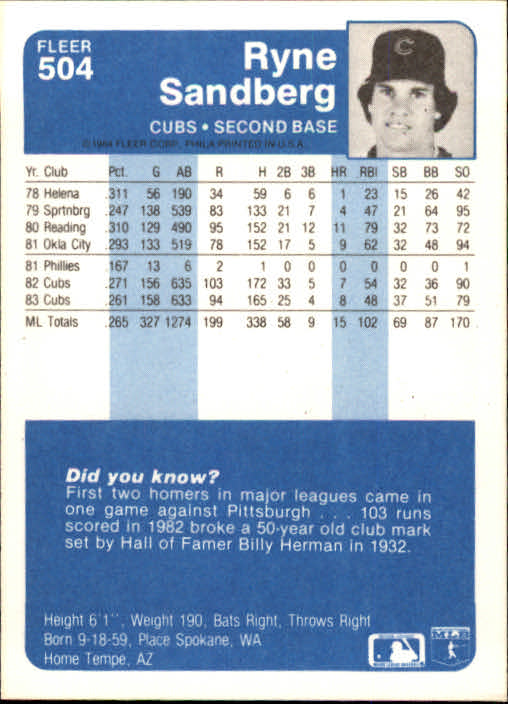 FLEER
504
Ryne
Sandberg
CUBS • SECOND BASE
© 1984 FLEER CORP., PHILA PRINTED IN U.S.A.
Yr. Club Pct. G AB R H 2B 3B HR RBI SB BB SO
78 Helena .311 56 190 34 59 6 6 1 23 15 26 42
79 Sprtnbrg .247 138 539 83 133 21 7 4 47 21 64 95
80 Reading .310 129 490 95 152 21 12 11 79 32 73 72
81 Okla City .293 133 519 78 152 17 5 9 62 32 48 94
81 Phillies .167 13 6 2 1 0 0 0 0 0 0 1
82 Cubs .271 156 635 103 172 33 5 7 54 32 36 90
83 Cubs .261 158 633 94 165 25 4 8 48 37 51 79
ML Totals .265 327 1274 199 338 58 9 15 102 69 87 170
Did you know?
First two homers in major leagues came in
one game against Pittsburgh . . . 103 runs
scored in 1982 broke a 50-year old club mark
set by Hall of Famer Billy Herman in 1932.
Height 6'1'', Weight 190, Bats Right, Throws Right
Born 9-18-59, Place Spokane, WA
Home Tempe, AZ